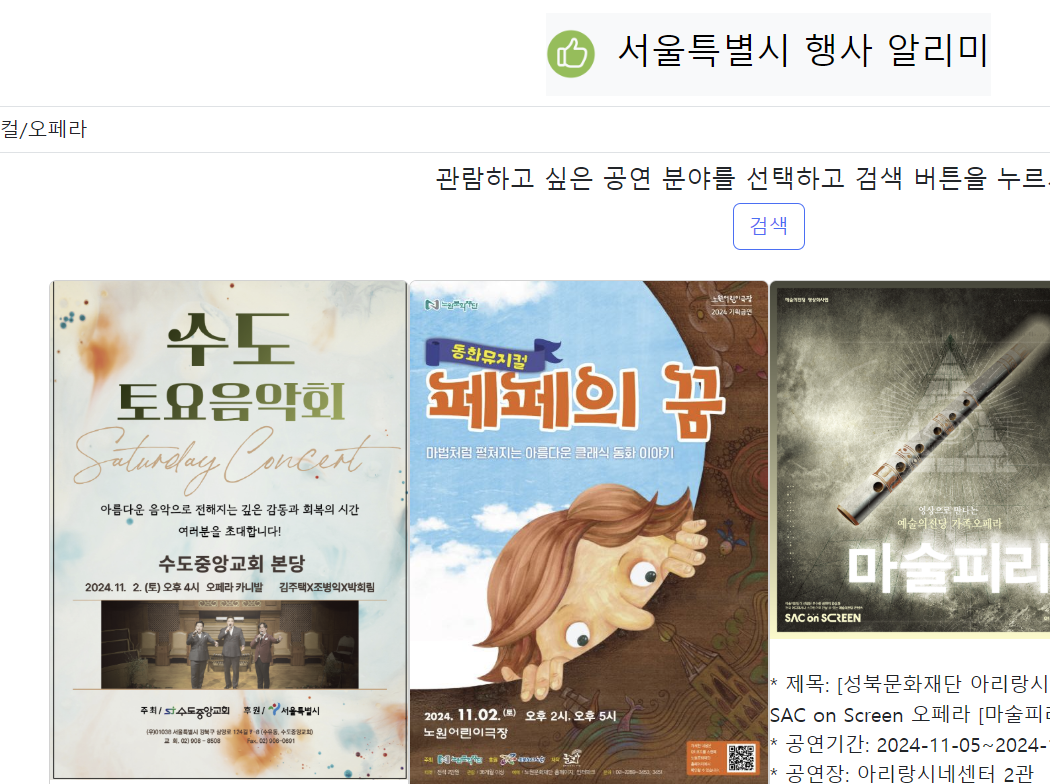 서울특별시 행사 알리미
컬/오페라
관람하고 싶은 공연 분야를 선택하고 검색 버튼을 누르
검색
수도
토요음악회
Saturday Concert
아름다운 음악으로 전해지는 깊은 감동과 회복의 시간
여러분을 초대합니다!
수도중앙교회 본당
2024.11. 2. (토) 오후 4시 오페라 카니발 김주택X조병익X박희림
주최 / 수도중앙교회 후원 / 서울특별시
노원문화재단
노원어린이극장
2024 기획공연
동화뮤지컬
페페의 꿈
마법처럼 펼쳐지는 아름다운 클래식 동화 이야기
2024. 11.02.(토) 오후 2시, 오후 5시
노원어린이극장
예술의전당 영상화사업
영상으로 만나는
예술의전당 가족오페라
마술피리
SAC on SCREEN
* 제목: [성북문화재단 아리랑시
SAC on Screen 오페라 [마술피리
* 공연기간: 2024-11-05~2024-1
* 공연장: 아리랑시네센터 2관